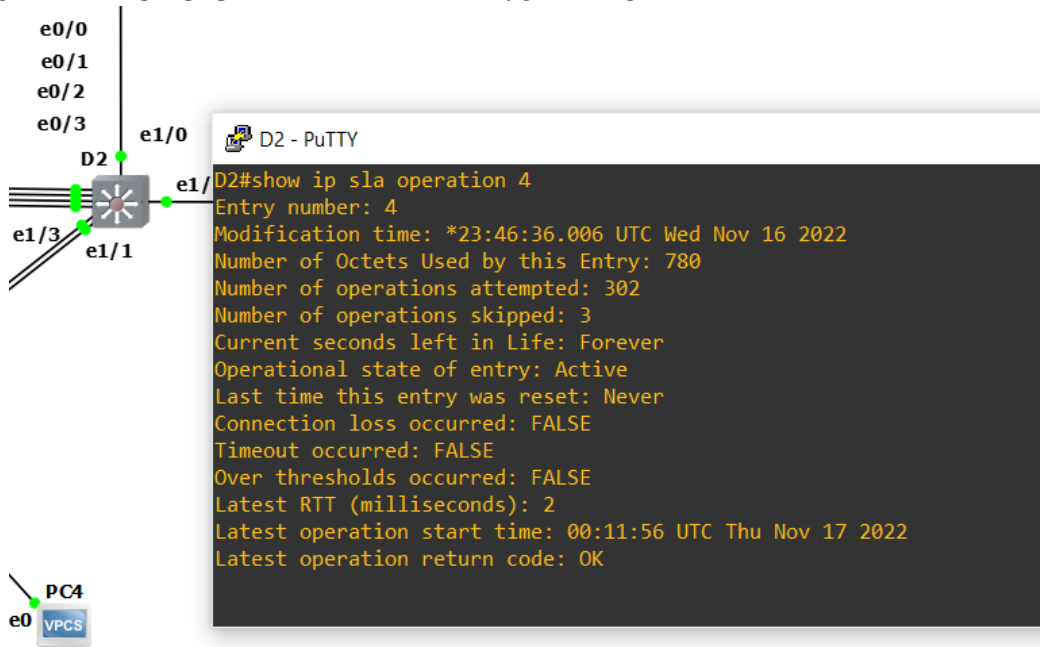 e0/0
e0/1
e0/2
e0/3
e1/0
D2
e1/
e1/3
e1/1
D2 - PuTTY
D2#show ip sla operation 4
Entry number: 4
Modification time: *23:46:36.006 UTC Wed Nov 16 2022
Number of Octets Used by this Entry: 780
Number of operations attempted: 302
Number of operations skipped: 3
Current seconds left in Life: Forever
Operational state of entry: Active
Last time this entry was reset: Never
Connection loss occurred: FALSE
Timeout occurred: FALSE
Over thresholds occurred: FALSE
Latest RTT (milliseconds): 2
Latest operation start time: 00:11:56 UTC Thu Nov 17 2022
Latest operation return code: OK
PC4
e0
VPCS